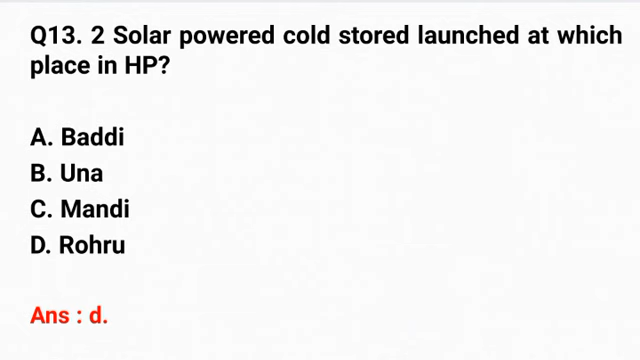 Q13. 2 Solar powered cold stored launched at which
place in HP?
A. Baddi
B. Una
C. Mandi
D. Rohru
Ans : d.